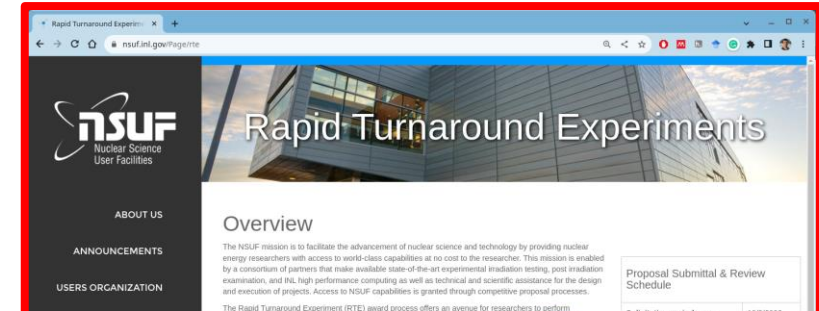 Rapid Turnaround Experim
nsuf.inl.gov/Page/rte
nsuf
Nuclear Science
User Facilities
Rapid Turnaround Experiments
ABOUT US
ANNOUNCEMENTS
USERS ORGANIZATION
Overview
The NSUF mission is to facilitate the advancement of nuclear science and technology by providing nuclear
energy researchers with access to world-class capabilities at no cost to the researcher. This mission is enabled
by a consortium of partners that make available state-of-the-art experimental irradiation testing, post irradiation
examination, and INL high performance computing as well as technical and scientific assistance for the design
and execution of projects. Access to NSUF capabilities is granted through competitive proposal processes.
The Rapid Turnaround Experiment (RTE) award process offers an avenue for researchers to perform
Proposal Submittal & Review
Schedule